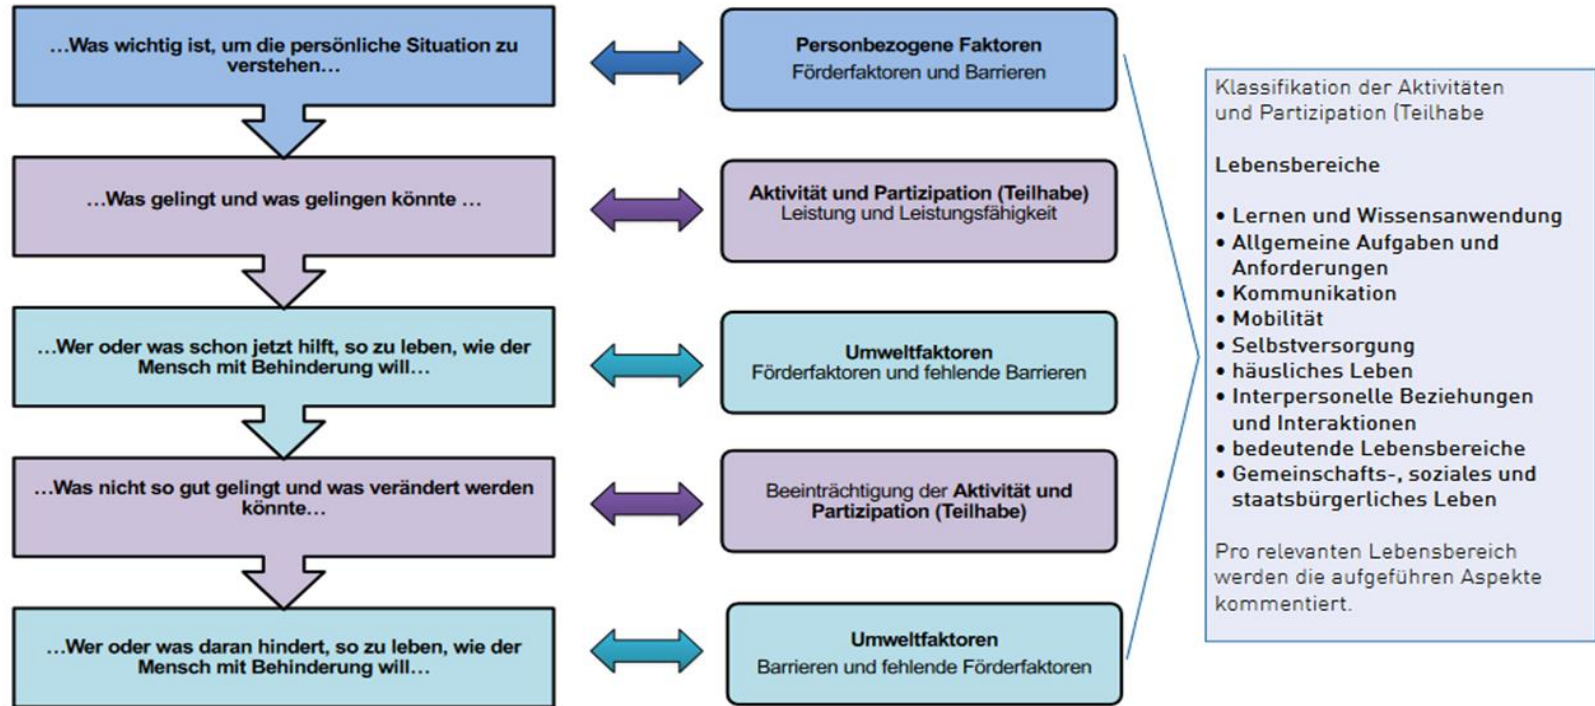 …Was wichtig ist, um die persönliche Situation zu
verstehen…
Personbezogene Faktoren
Förderfaktoren und Barrieren
…Was gelingt und was gelingen könnte …
Aktivität und Partizipation (Teilhabe)
Leistung und Leistungsfähigkeit
…Wer oder was schon jetzt hilft, so zu leben, wie der
Mensch mit Behinderung will…
Umweltfaktoren
Förderfaktoren und fehlende Barrieren
…Was nicht so gut gelingt und was verändert werden
könnte…
Beeinträchtigung der Aktivität und
Partizipation (Teilhabe)
…Wer oder was daran hindert, so zu leben, wie der
Mensch mit Behinderung will…
Umweltfaktoren
Barrieren und fehlende Förderfaktoren
Klassifikation der Aktivitäten
und Partizipation (Teilhabe
Lebensbereiche
• Lernen und Wissensanwendung
• Allgemeine Aufgaben und
Anforderungen
• Kommunikation
• Mobilität
• Selbstversorgung
• häusliches Leben
• Interpersonelle Beziehungen
und Interaktionen
• bedeutende Lebensbereiche
• Gemeinschafts-, soziales und
staatsbürgerliches Leben
Pro relevanten Lebensbereich
werden die aufgeführen Aspekte
kommentiert.